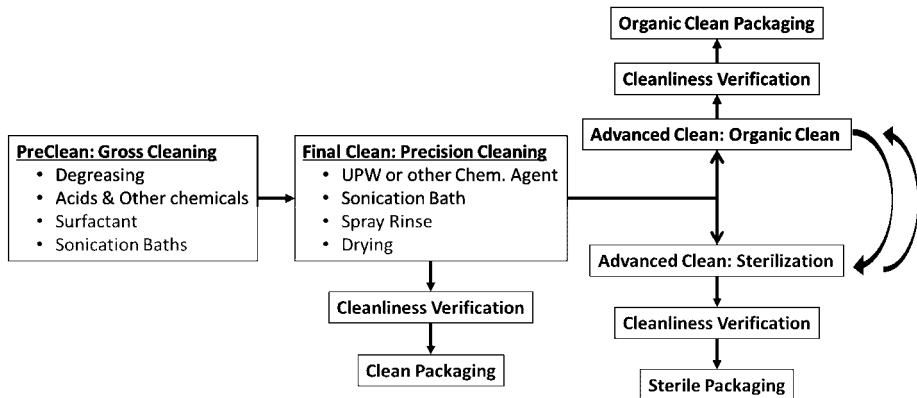 PreClean: Gross Cleaning
• Degreasing
• Acids & Other chemicals
• Surfactant
• Sonication Baths
Final Clean: Precision Cleaning
• UPW or other Chem. Agent
• Sonication Bath
• Spray Rinse
• Drying
Cleanliness Verification
Clean Packaging
Organic Clean Packaging
Cleanliness Verification
Advanced Clean: Organic Clean
Advanced Clean: Sterilization
Cleanliness Verification
Sterile Packaging